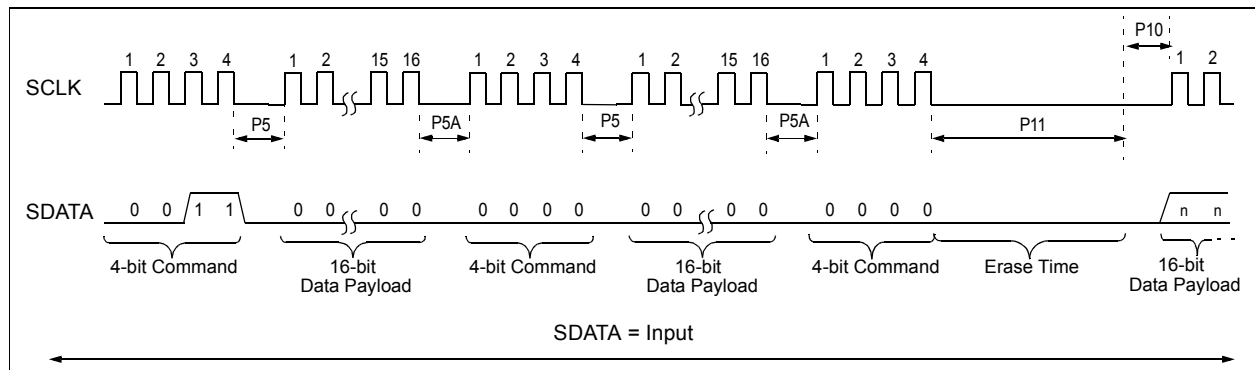 P10
1 2 3 4 1 2 15 16 1 2 3 4 1 2 15 16 1 2 3 4 1 2
SCLK
P5 P5A P5 P5A P11
SDATA 0 0 1 1 0 0 0 0 0 0 0 0 0 0 0 0 0 0 0 0 n n
4-bit Command 16-bit 4-bit Command 16-bit 4-bit Command Erase Time 16-bit
Data Payload Data Payload Data Payload
SDATA = Input